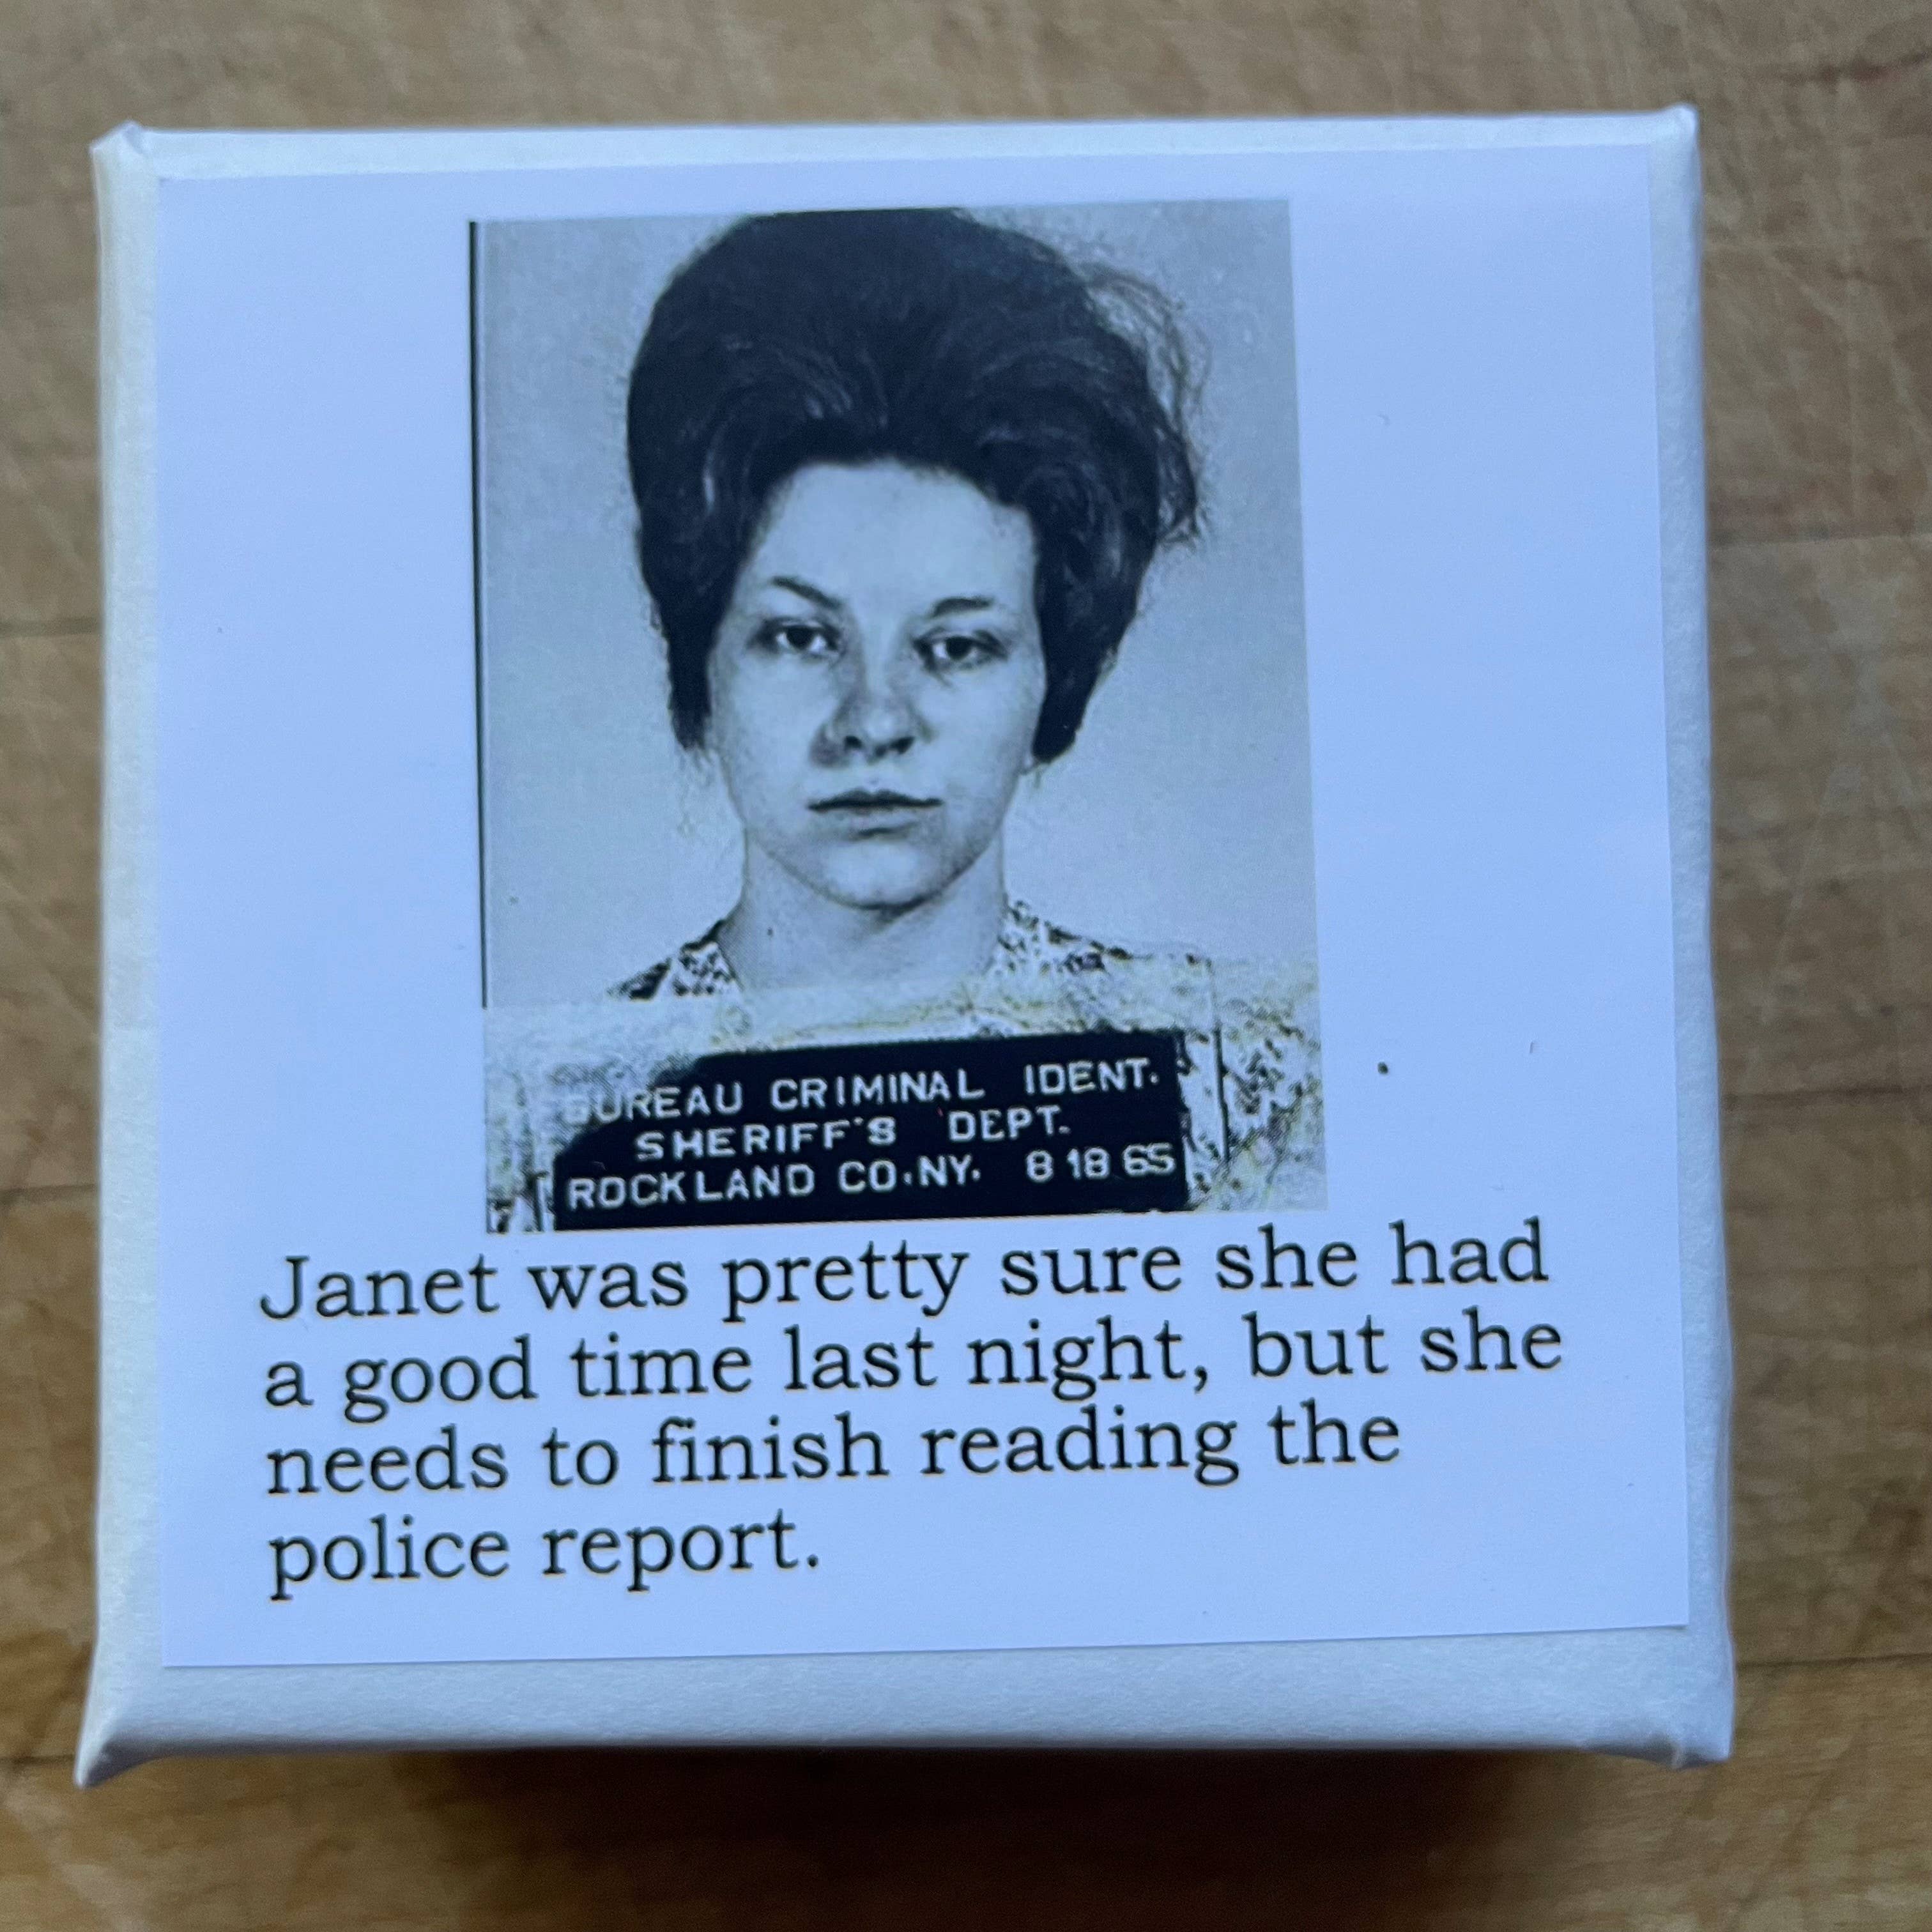 BUREAU CRIMINAL IDENT.
SHERIFF'S DEPT.
ROCKLAND CO.NY. 8 18 65
Janet was pretty sure she had
a good time last night, but she
needs to finish reading the
police report.